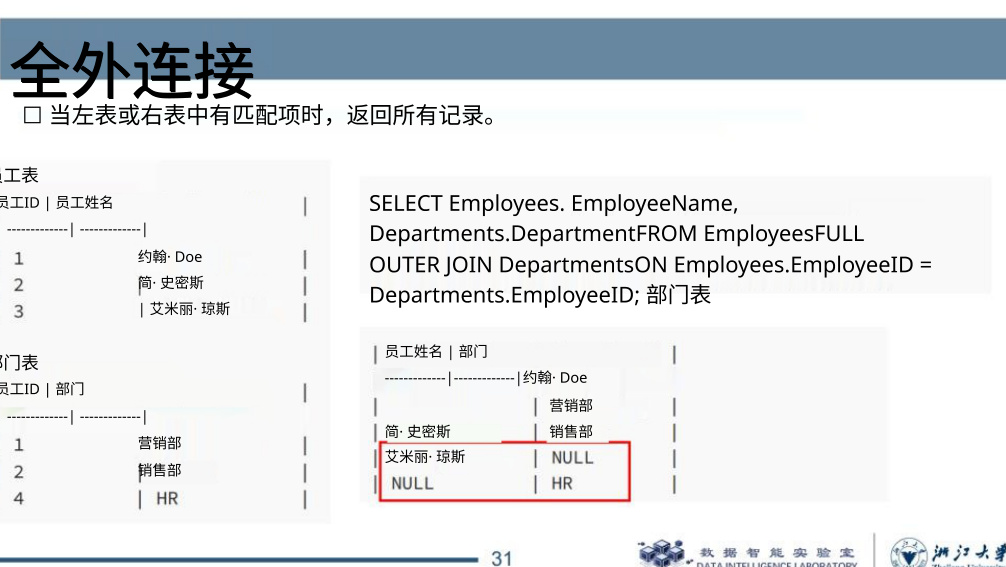 全外连接
☐ 当左表或右表中有匹配项时，返回所有记录。
员工表
员工ID | 员工姓名 |
------------| ------------|
1 约翰· Doe |
2 | 简· 史密斯 |
3 | 艾米丽· 琼斯 |
部门表
员工ID | 部门 |
------------| ------------|
1 营销部 |
2 | 销售部 |
4 | HR |
SELECT Employees. EmployeeName,
Departments.DepartmentFROM EmployeesFULL
OUTER JOIN DepartmentsON Employees.EmployeeID =
Departments.EmployeeID; 部门表
| 员工姓名 | 部门 |
------------|------------|约翰· Doe
| | 营销部 |
| 简· 史密斯 | 销售部 |
| 艾米丽· 琼斯 | NULL |
| NULL | HR |
31
数据智能实验室
DATA INTELLIGENCE LABORATORY
浙江大学